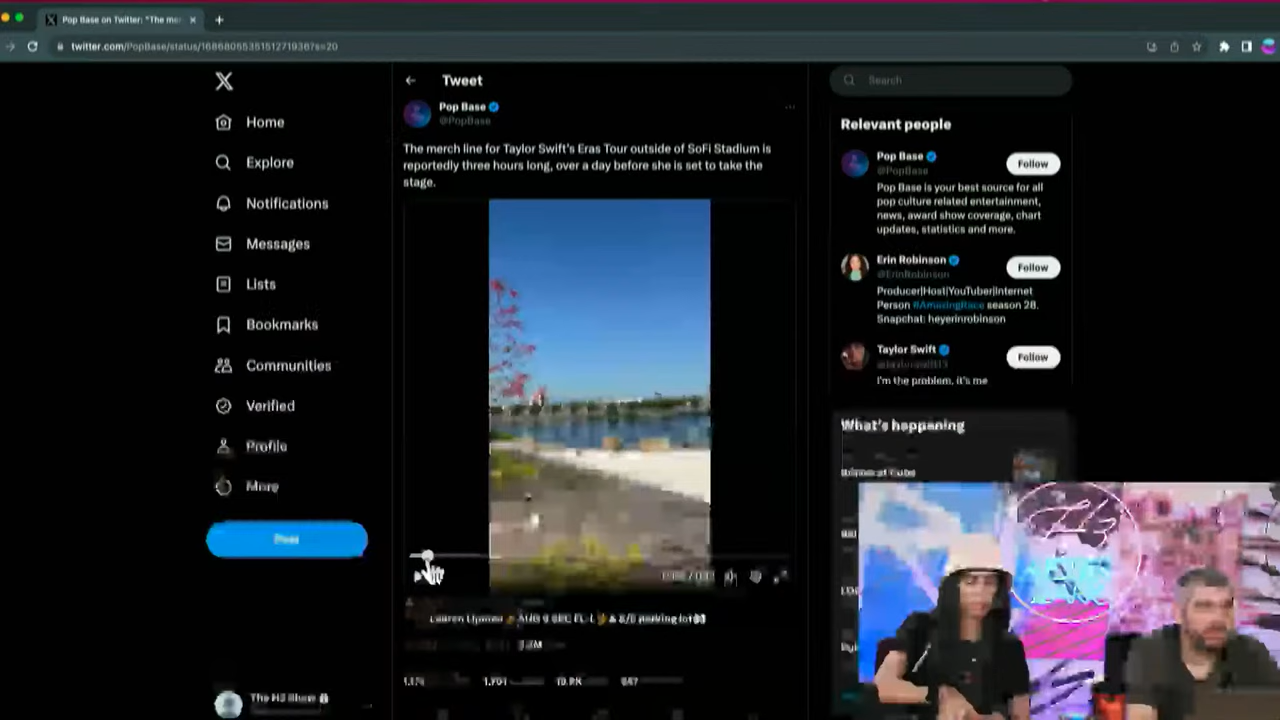 Pop Base on Twitter: "The mer
twitter.com/PopBase/status/1686805535151271936?s=20
Home
Explore
Notifications
Messages
Lists
Bookmarks
Communities
Verified
Profile
More
Post
The H3 Show
Tweet
Pop Base
@PopBase
The merch line for Taylor Swift's Eras Tour outside of SoFi Stadium is
reportedly three hours long, over a day before she is set to take the
stage.
Search
Relevant people
Pop Base
Follow
@PopBase
Pop Base is your best source for all
pop culture related entertainment,
news, award show coverage, chart
updates, statistics and more.
Erin Robinson
Follow
@ErinRobinson
Producer|Host|YouTuber|Internet
Person #AmazingRace season 28.
Snapchat: heyerinrobinson
Taylor Swift
Follow
I'm the problem, it's me
What's happening